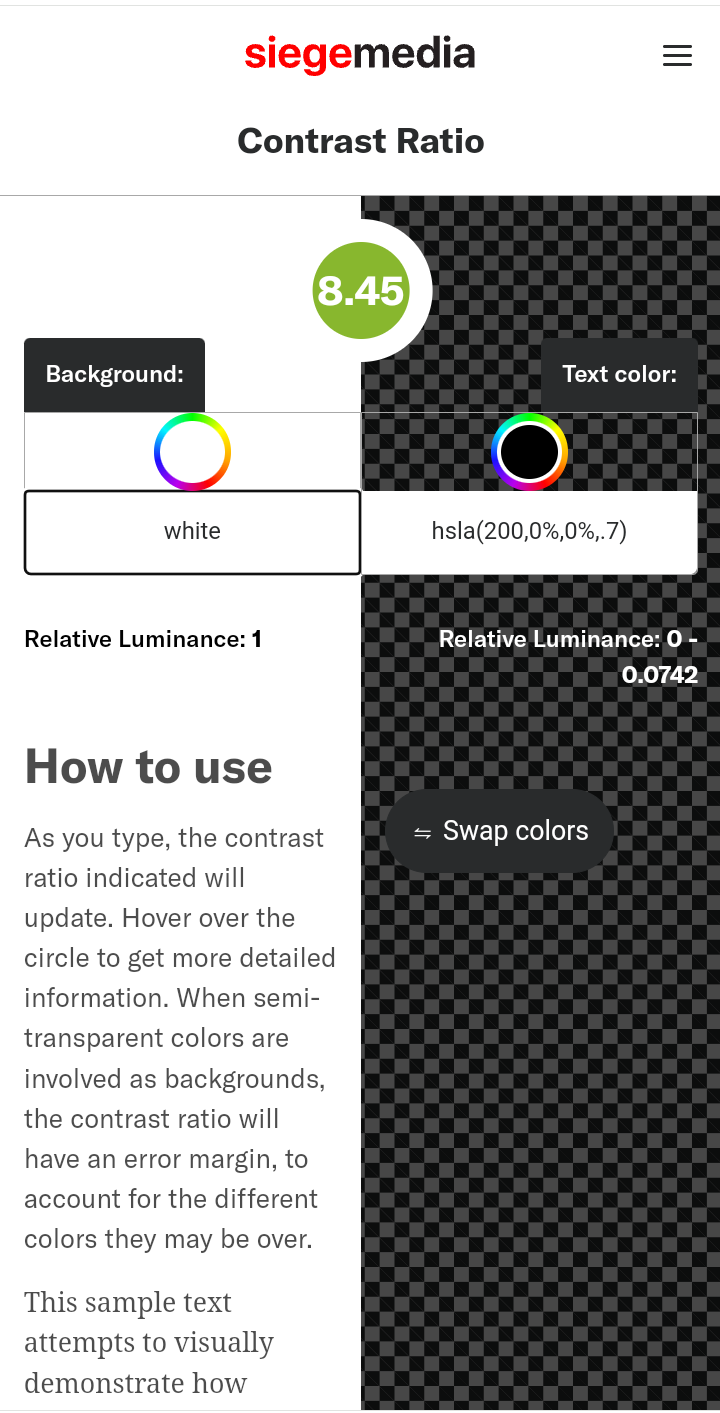 siegemedia
Contrast Ratio
8.45
Background:
Text color:
white
hsla(200,0%,0%,.7)
Relative Luminance: 1
Relative Luminance: 0 -
0.0742
How to use
⇋ Swap colors
As you type, the contrast
ratio indicated will
update. Hover over the
circle to get more detailed
information. When semi-
transparent colors are
involved as backgrounds,
the contrast ratio will
have an error margin, to
account for the different
colors they may be over.
This sample text
attempts to visually
demonstrate how